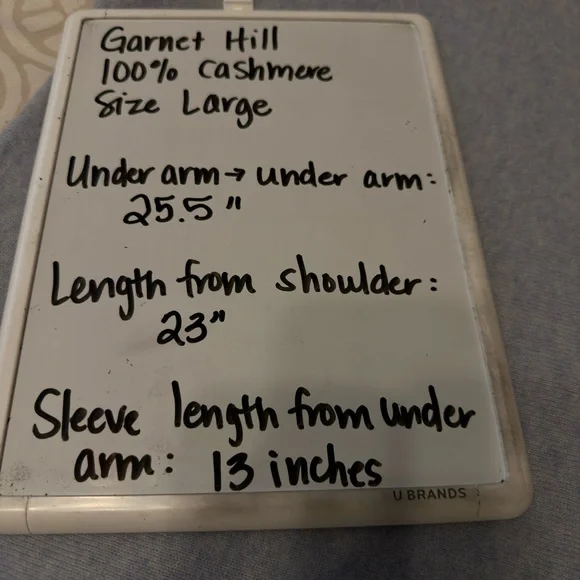 Garnet Hill
100% Cashmere
Size Large
Under arm → under arm:
25.5"
Length from shoulder:
23"
Sleeve length from under
arm: 13 inches
U BRANDS